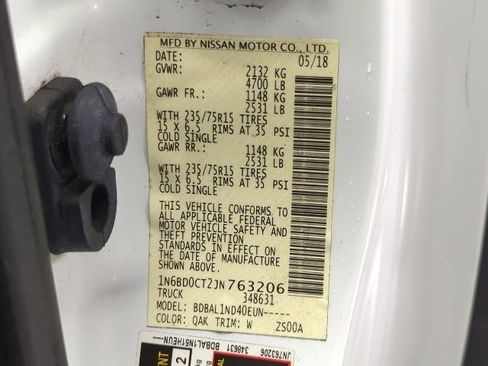 MFD BY NISSAN MOTOR CO., LTD.
DATE: 05/18
GVWR: 2132 KG
4700 LB
GAWR FR.: 1148 KG
2531 LB
WITH 235/75R15 TIRES
15 X 6.5 RIMS AT 35 PSI
COLD SINGLE
GAWR RR.: 1148 KG
2531 LB
WITH 235/75R15 TIRES
15 X 6.5 RIMS AT 35 PSI
COLD SINGLE
THIS VEHICLE CONFORMS TO
ALL APPLICABLE FEDERAL
MOTOR VEHICLE SAFETY AND
THEFT PREVENTION
STANDARDS IN EFFECT ON
THE DATE OF MANUFACTURE
SHOWN ABOVE.
1N6BD0CT2JN763206
TRUCK 348631
MODEL: BDBAL1ND40EUN-----
COLOR: QAK TRIM: W ZS00A
JN763206 348631
BDBAL1N61HEUN---